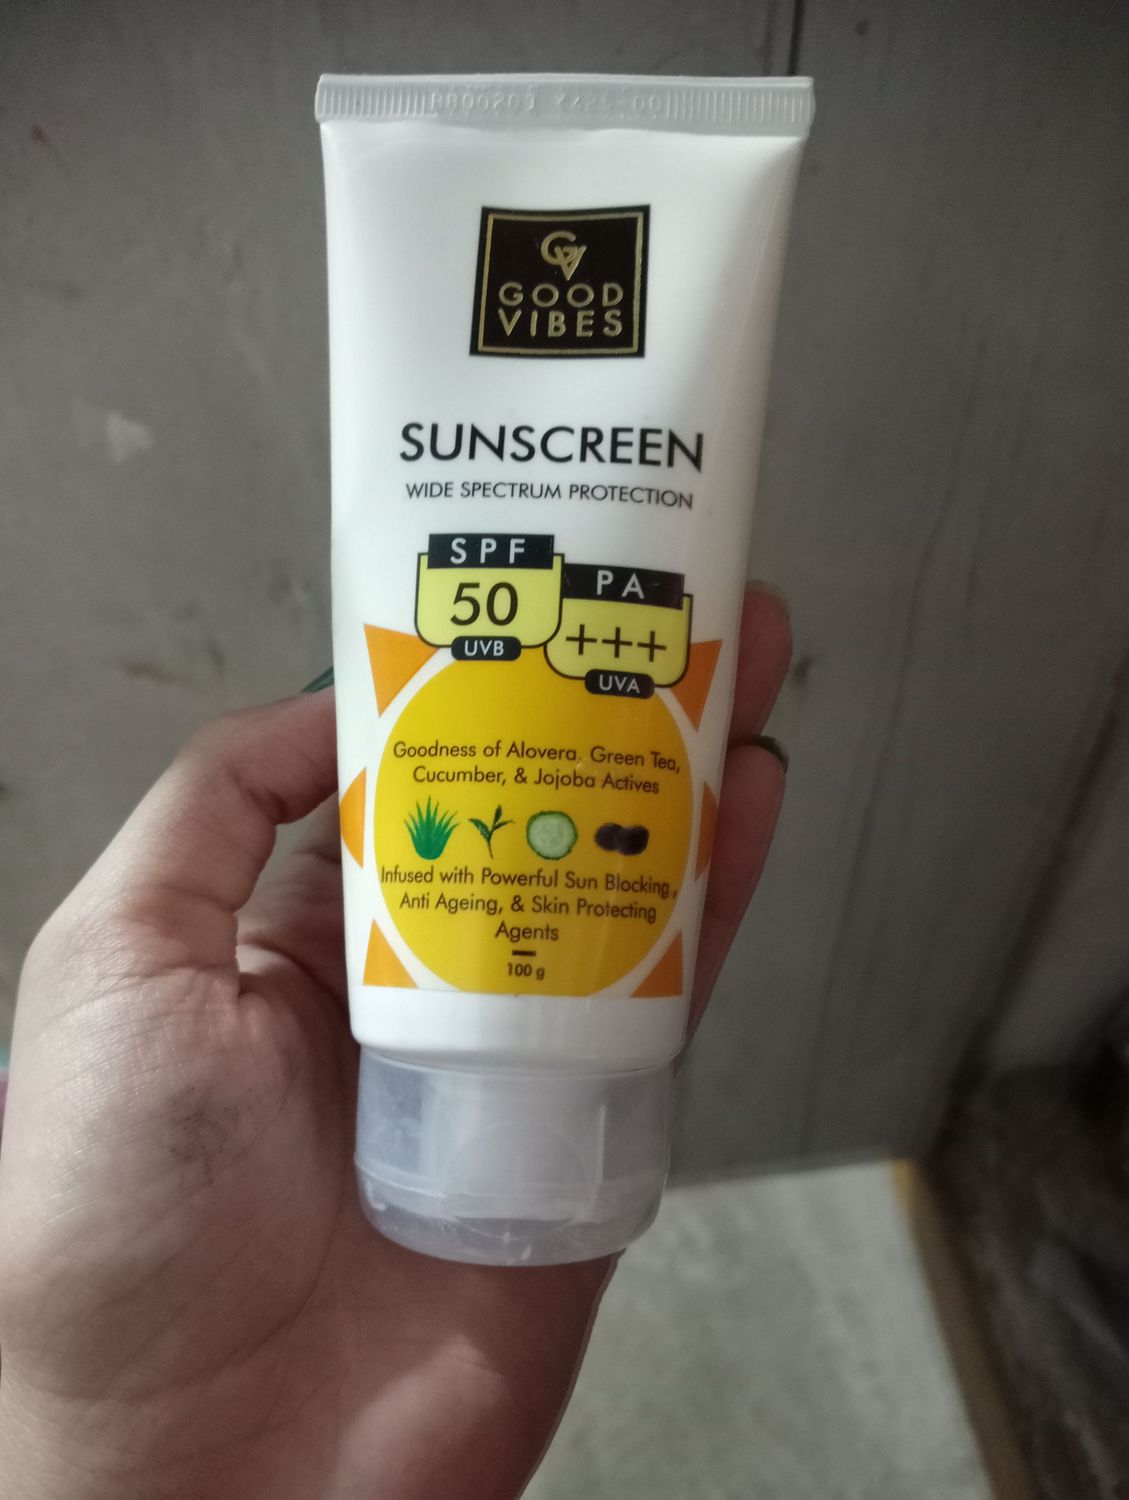 GV
GOOD
VIBES
SUNSCREEN
WIDE SPECTRUM PROTECTION
SPF
50
UVB
PA
+++
UVA
Goodness of Alovera, Green Tea,
Cucumber, & Jojoba Actives
Infused with Powerful Sun Blocking,
Anti Ageing, & Skin Protecting
Agents
100 g